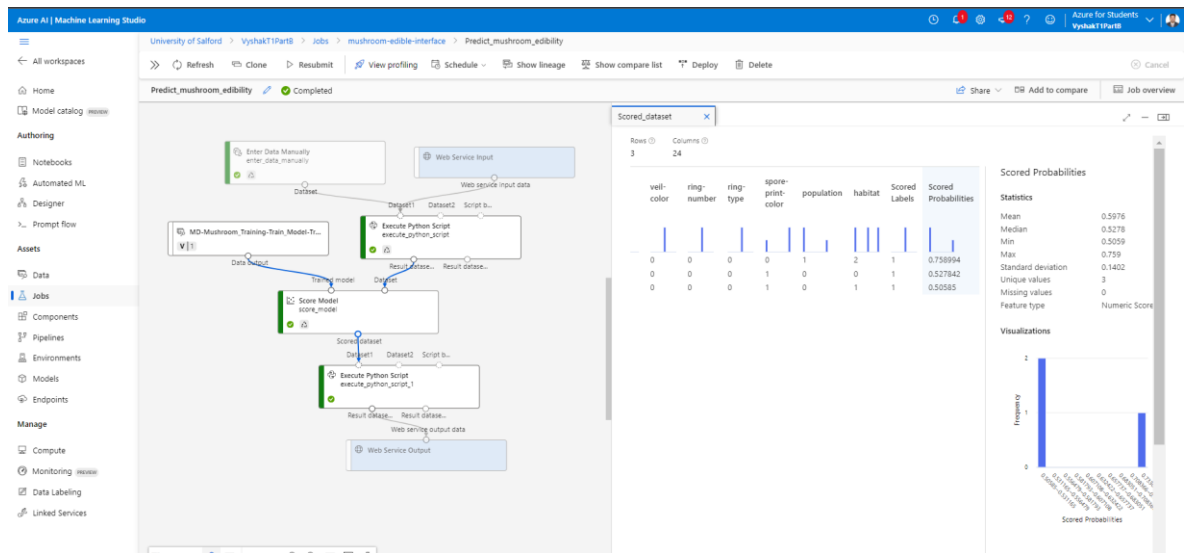 Azure AI | Machine Learning Studio
1
12
?
Azure for Students
VyshakT1PartB
All workspaces
Home
Model catalog PREVIEW
Authoring
Notebooks
Automated ML
Designer
Prompt flow
Assets
Data
Jobs
Components
Pipelines
Environments
Models
Endpoints
Manage
Compute
Monitoring PREVIEW
Data Labeling
Linked Services
University of Salford > VyshakT1PartB > Jobs > mushroom-edible-interface > Predict_mushroom_edibility
Refresh Clone Resubmit View profiling Schedule Show lineage Show compare list Deploy Delete Cancel
Predict_mushroom_edibility Completed Share Add to compare Job overview
Enter Data Manually
enter_data_manually
Dataset
Web Service Input
Web service input data
Dataset1 Dataset2 Script b...
Execute Python Script
execute_python_script
Result datase... Result datase...
MD-Mushroom_Training-Train_Model-Tr...
V | 1
Data output
Trained model Dataset
Score Model
score_model
Scored dataset
Dataset1 Dataset2 Script b...
Execute Python Script
execute_python_script_1
Result datase... Result datase...
Web service output data
Web Service Output
Scored_dataset
Rows Columns
3 24
veil-color ring-number ring-type spore-print-color population habitat Scored Labels Scored Probabilities
0 0 0 0 1 2 1 0.758994
0 0 0 1 0 0 1 0.527842
0 0 0 1 0 1 1 0.50585
Scored Probabilities
Statistics
Mean 0.5976
Median 0.5278
Min 0.5059
Max 0.759
Standard deviation 0.1402
Unique values 3
Missing values 0
Feature type Numeric Score
Visualizations
Frequency
2
1
0
Scored Probabilities